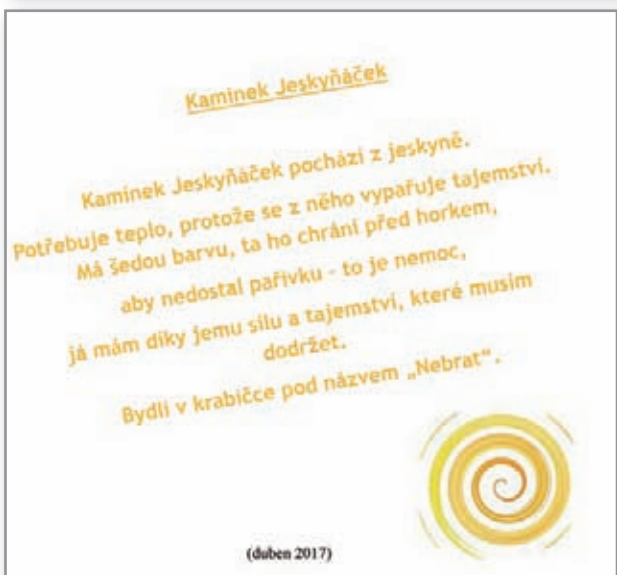 Kamínek Jeskyňáček
Kamínek Jeskyňáček pochází z jeskyně.
Potřebuje teplo, protože se z něho vypařuje tajemství.
Má šedou barvu, ta ho chrání před horkem,
aby nedostal pařivku - to je nemoc,
já mám díky jemu sílu a tajemství, které musím
dodržet.
Bydlí v krabičce pod názvem „Nebrat“.
(duben 2017)